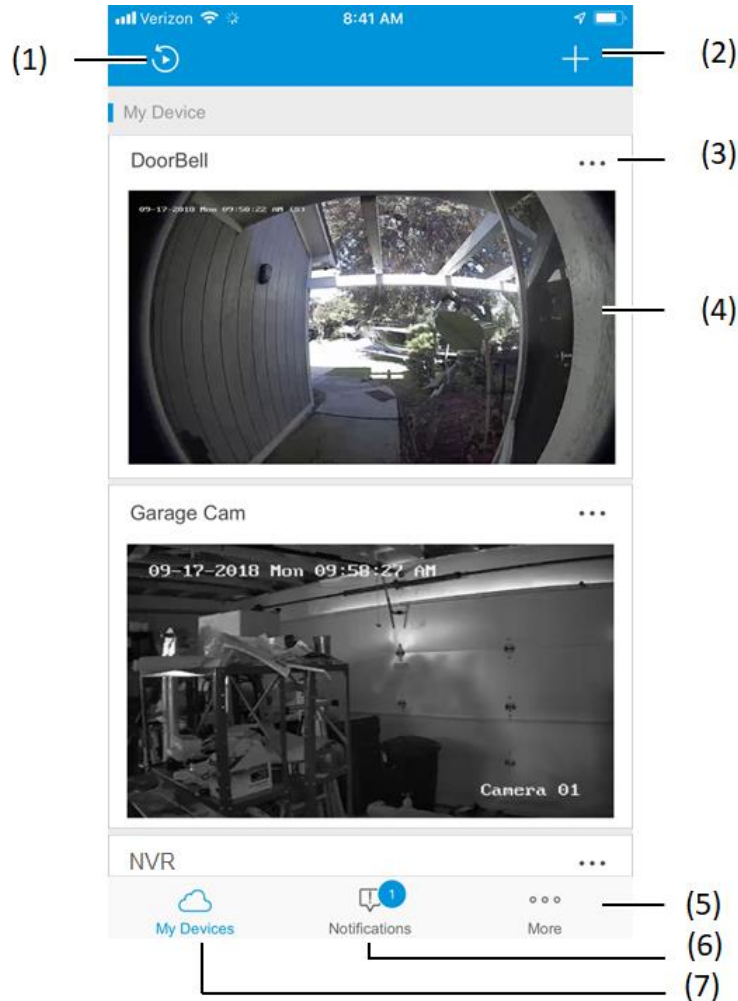 Verizon 8:41 AM
(1)
(2)
My Device
DoorBell
(3)
09-17-2018 Mon 09:50:22 AM
(4)
Garage Cam
09-17-2018 Mon 09:58:27 AM
Camera 01
NVR
1
My Devices Notifications More
(5)
(6)
(7)